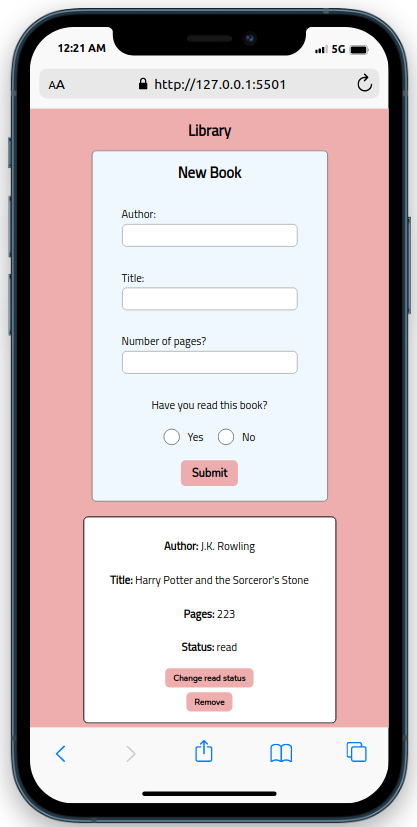 12:21 AM 5G
AA http://127.0.0.1:5501
Library
New Book
Author:
Title:
Number of pages?
Have you read this book?
Yes No
Submit
Author: J.K. Rowling
Title: Harry Potter and the Sorceror's Stone
Pages: 223
Status: read
Change read status
Remove